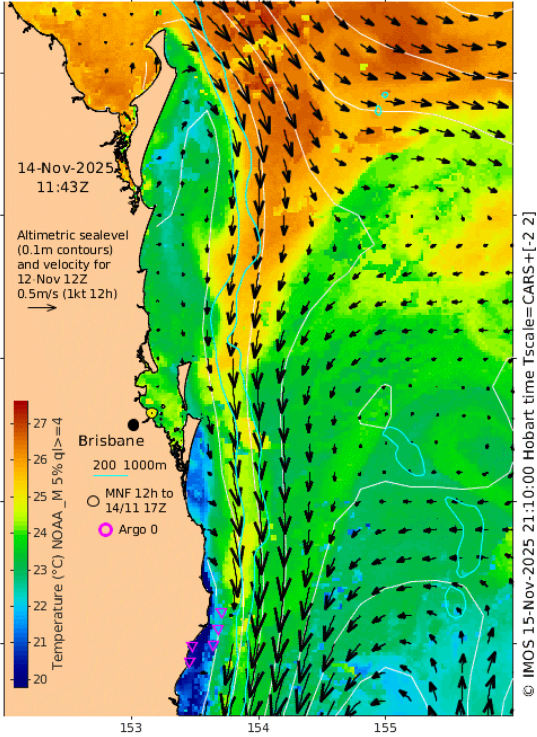 14-Nov-2025
11:43Z
Altimetric sealevel
(0.1m contours)
and velocity for
12-Nov 12Z
0.5m/s (1kt 12h)
Brisbane
200 1000m
MNF 12h to
14/11 17Z
Argo 0
27
26
25
24
23
22
21
20
Temperature (°C) NOAA _M 5% ql>=4
153
154
155
© IMOS 15-Nov-2025 21:10:00 Hobart time Tscale=CARS+[-2 2]